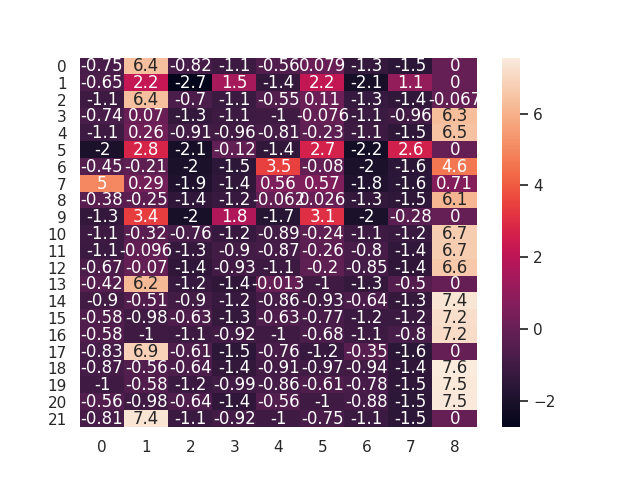 0 -0.75 6.4 -0.82 -1.1 -0.56 0.079 -1.3 -1.5 0
1 -0.65 2.2 -2.7 1.5 -1.4 2.2 -2.1 1.1 0
2 -1.1 6.4 -0.7 -1.1 -0.55 0.11 -1.3 -1.4 -0.067
3 -0.74 0.07 -1.3 -1.1 -1 -0.076 -1.1 -0.96 6.3
4 -1.1 0.26 -0.91 -0.96 -0.81 -0.23 -1.1 -1.5 6.5
5 -2 2.8 -2.1 -0.12 -1.4 2.7 -2.2 2.6 0
6 -0.45 -0.21 -2 -1.5 3.5 -0.08 -2 -1.6 4.6
7 5 0.29 -1.9 -1.4 0.56 0.57 -1.8 -1.6 0.71
8 -0.38 -0.25 -1.4 -1.2 -0.062 0.026 -1.3 -1.5 6.1
9 -1.3 3.4 -2 1.8 -1.7 3.1 -2 -0.28 0
10 -1.1 -0.32 -0.76 -1.2 -0.89 -0.24 -1.1 -1.2 6.7
11 -1.1 -0.096 -1.3 -0.9 -0.87 -0.26 -0.8 -1.4 6.7
12 -0.67 -0.07 -1.4 -0.93 -1.1 -0.2 -0.85 -1.4 6.6
13 -0.42 6.2 -1.2 -1.4 -0.013 -1 -1.3 -0.5 0
14 -0.9 -0.51 -0.9 -1.2 -0.86 -0.93 -0.64 -1.3 7.4
15 -0.58 -0.98 -0.63 -1.3 -0.63 -0.77 -1.2 -1.2 7.2
16 -0.58 -1 -1.1 -0.92 -1 -0.68 -1.1 -0.8 7.2
17 -0.83 6.9 -0.61 -1.5 -0.76 -1.2 -0.35 -1.6 0
18 -0.87 -0.56 -0.64 -1.4 -0.91 -0.97 -0.94 -1.4 7.6
19 -1 -0.58 -1.2 -0.99 -0.86 -0.61 -0.78 -1.5 7.5
20 -0.56 -0.98 -0.64 -1.4 -0.56 -1 -0.88 -1.5 7.5
21 -0.81 7.4 -1.1 -0.92 -1 -0.75 -1.1 -1.5 0
0 1 2 3 4 5 6 7 8
6
4
2
0
−2